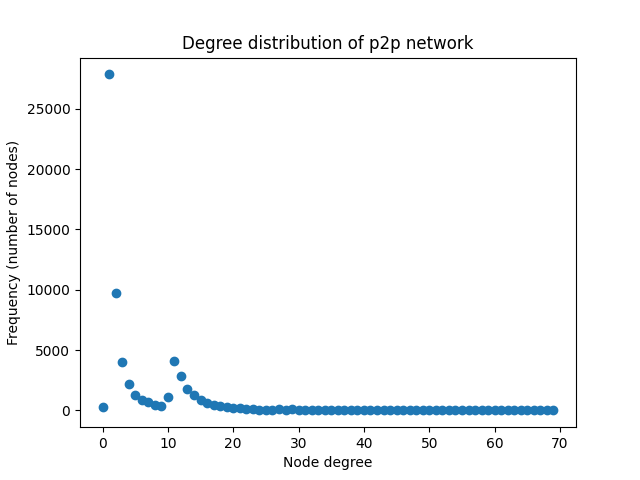 Degree distribution of p2p network
Frequency (number of nodes)
25000
20000
15000
10000
5000
0
0 10 20 30 40 50 60 70
Node degree